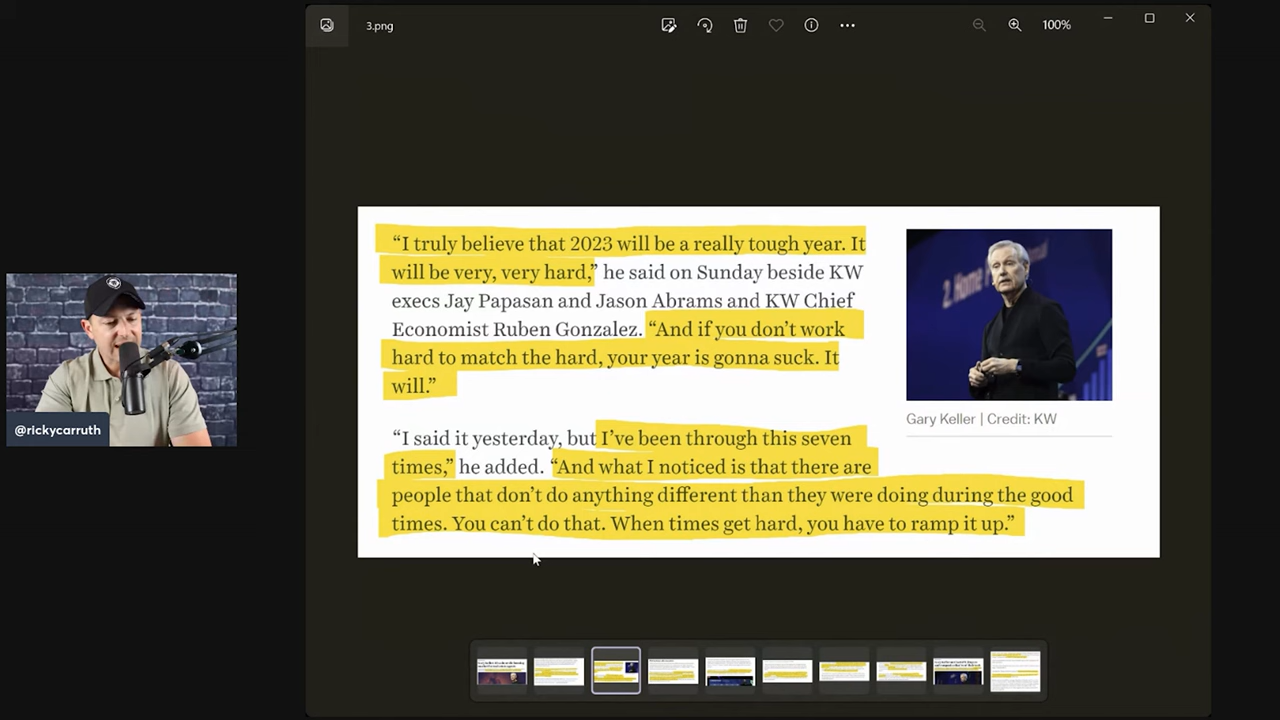 3.png
100%
“I truly believe that 2023 will be a really tough year. It
will be very, very hard,” he said on Sunday beside KW
execs Jay Papasan and Jason Abrams and KW Chief
Economist Ruben Gonzalez. “And if you don’t work
hard to match the hard, your year is gonna suck. It
will.”
“I said it yesterday, but I’ve been through this seven
times,” he added. “And what I noticed is that there are
people that don’t do anything different than they were doing during the good
times. You can’t do that. When times get hard, you have to ramp it up.”
Gary Keller | Credit: KW
@rickycarruth